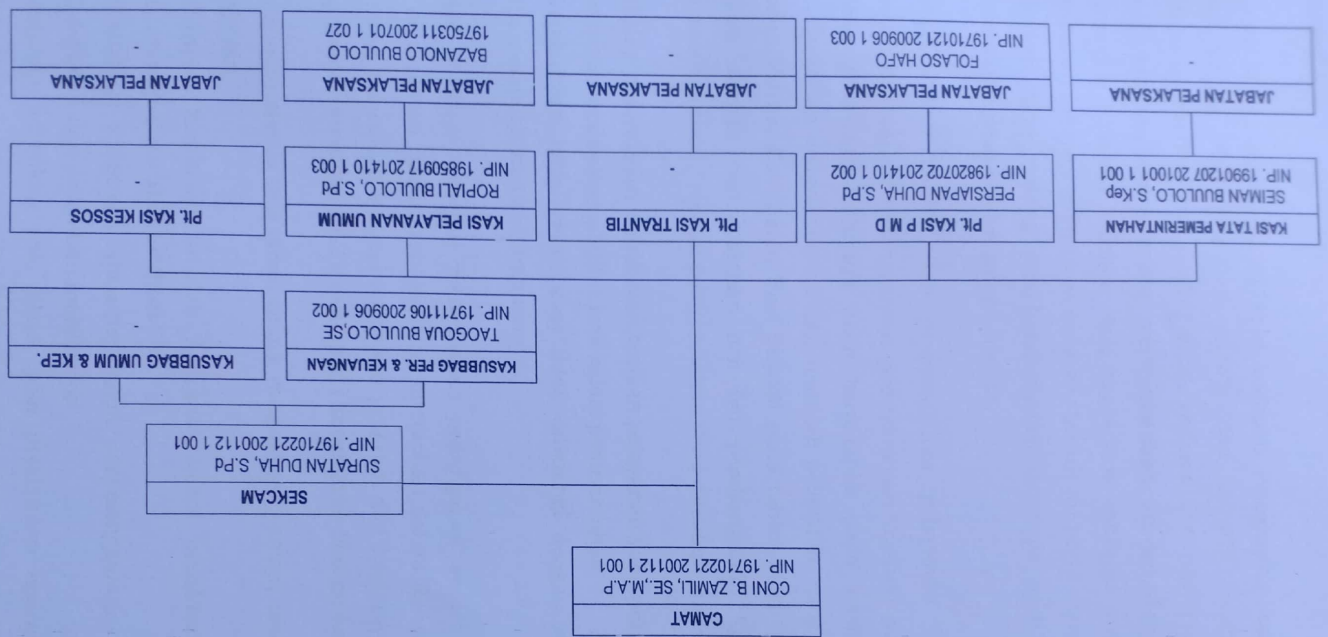 CAMAT
CONI B. ZAMILI, SE.,M.A.P
NIP. 19710221 200112 1 001
SEKCAM
SURATAN DUHA, S.Pd
NIP. 19710221 200112 1 001
KASUBBAG PER. & KEUANGAN
TAOGOUA BUULOLO,SE
NIP. 19711106 200906 1 002
KASUBBAG UMUM & KEP.
-
KASI TATA PEMERINTAHAN
SEIMAN BUULOLO, S.Kep
NIP. 19901207 201001 1 001
Plt. KASI P M D
PERSIAPAN DUHA, S.Pd
NIP. 19820702 201410 1 002
Plt. KASI TRANTIB
-
KASI PELAYANAN UMUM
ROPIALI BUULOLO, S.Pd
NIP. 19850917 201410 1 003
Plt. KASI KESSOS
-
JABATAN PELAKSANA
-
JABATAN PELAKSANA
FOLASO HAFO
NIP. 19710121 200906 1 003
JABATAN PELAKSANA
-
JABATAN PELAKSANA
BAZANOLO BUULOLO
19750311 200701 1 027
JABATAN PELAKSANA
-